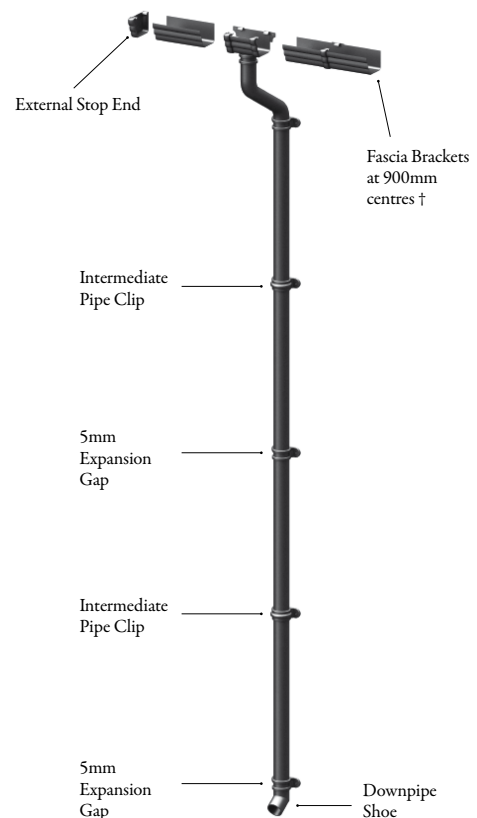 External Stop End
Fascia Brackets
at 900mm
centres †
Intermediate
Pipe Clip
5mm
Expansion
Gap
Intermediate
Pipe Clip
5mm
Expansion
Gap
Downpipe
Shoe